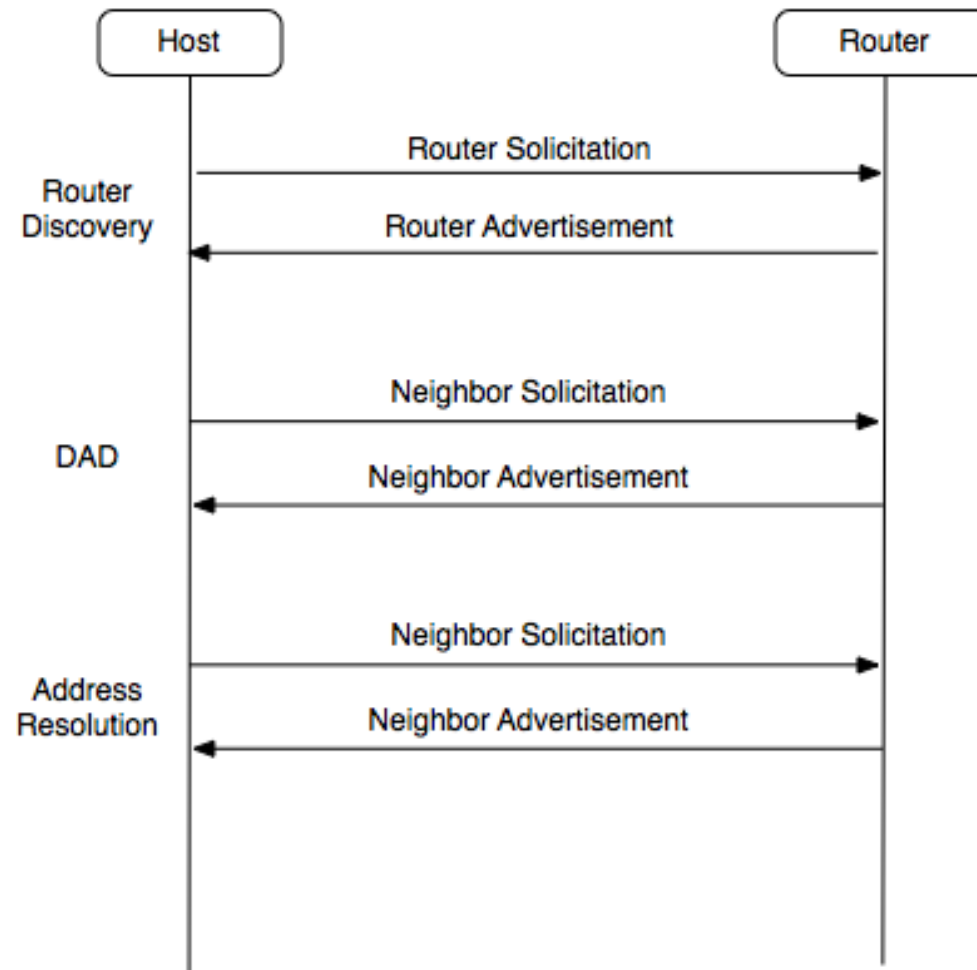 Host
Router
Router Solicitation
Router
Discovery
Router Advertisement
Neighbor Solicitation
DAD
Neighbor Advertisement
Neighbor Solicitation
Address
Resolution
Neighbor Advertisement